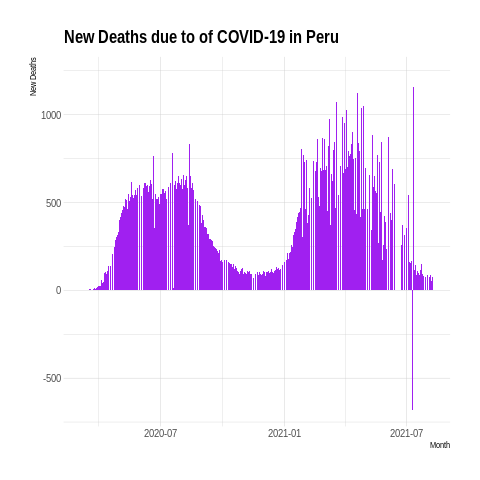 New Deaths due to of COVID-19 in Peru
New Deaths
1000
500
0
-500
2020-07
2021-01
2021-07
Month